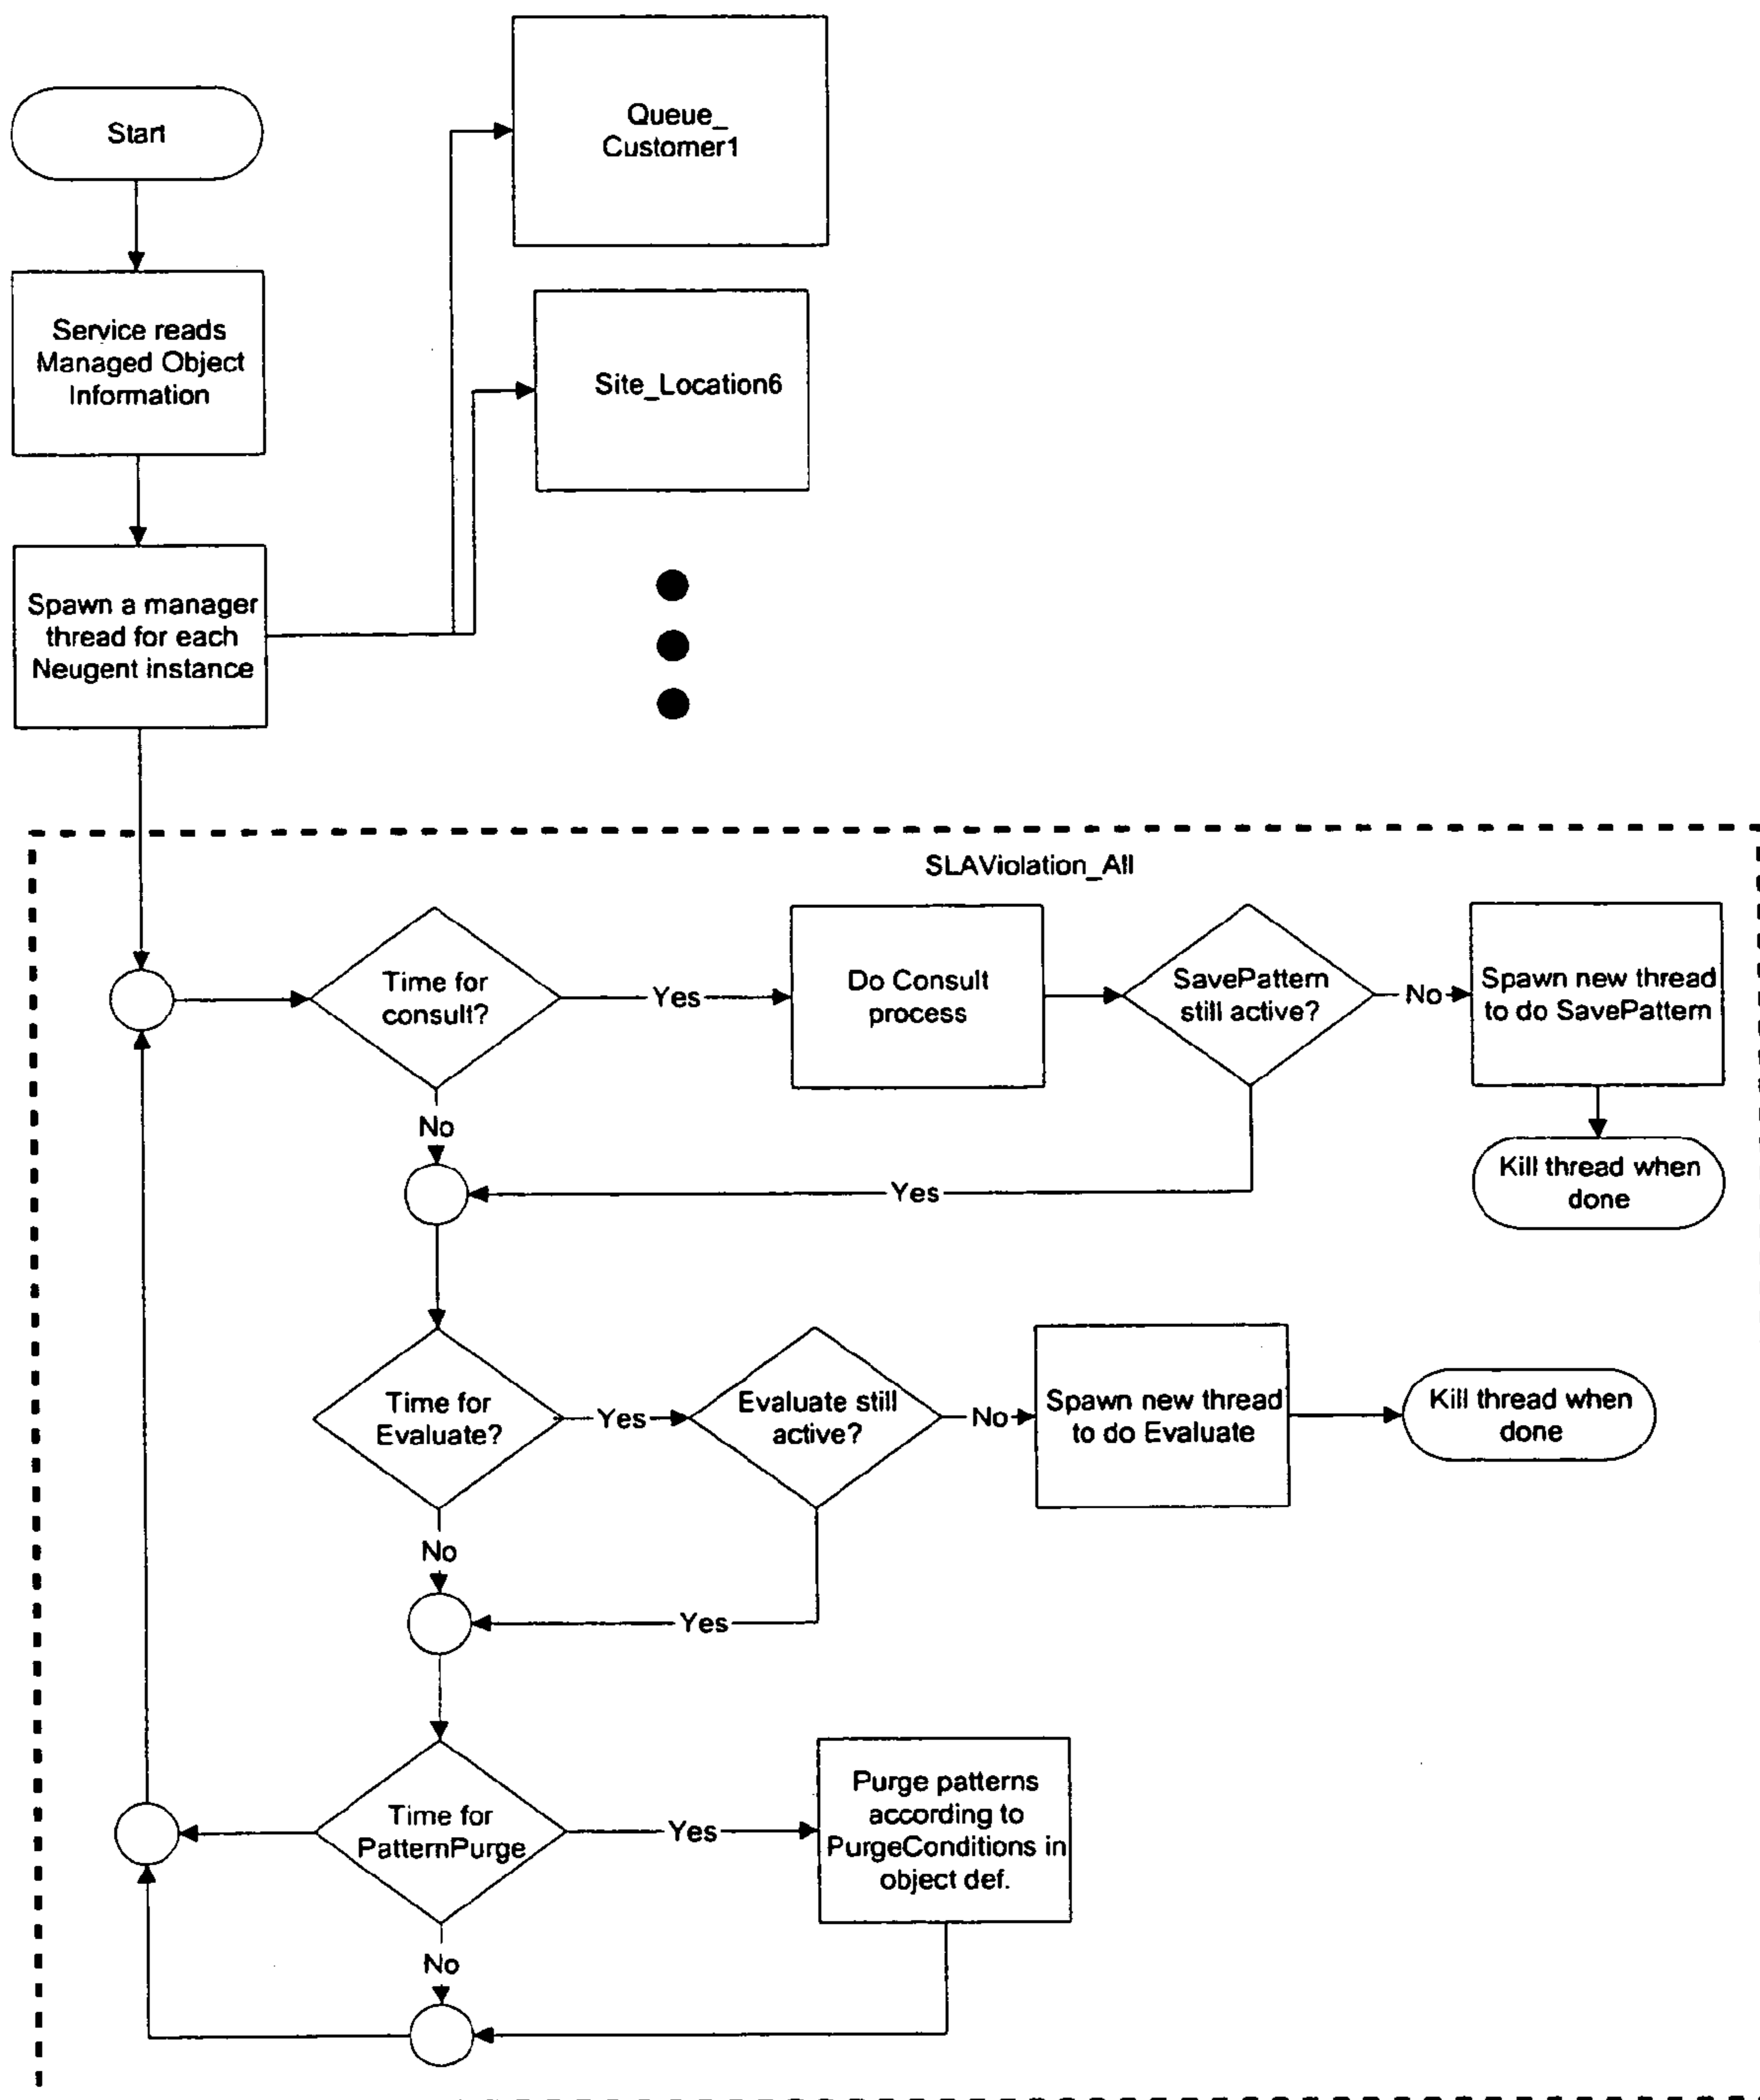 Start
Queue_
Customer1
Service reads
Managed Object
Information
Site_Location6
Spawn a manager
thread for each
Neugent instance
SLAViolation_All
Time for
consult?
Yes
Do Consult
process
SavePattern
still active?
No
Spawn new thread
to do SavePattern
No
Kill thread when
done
Yes
Time for
Evaluate?
Yes
Evaluate still
active?
No
Spawn new thread
to do Evaluate
Kill thread when
done
No
Yes
Time for
PatternPurge
Yes
Purge patterns
according to
PurgeConditions in
object def.
No